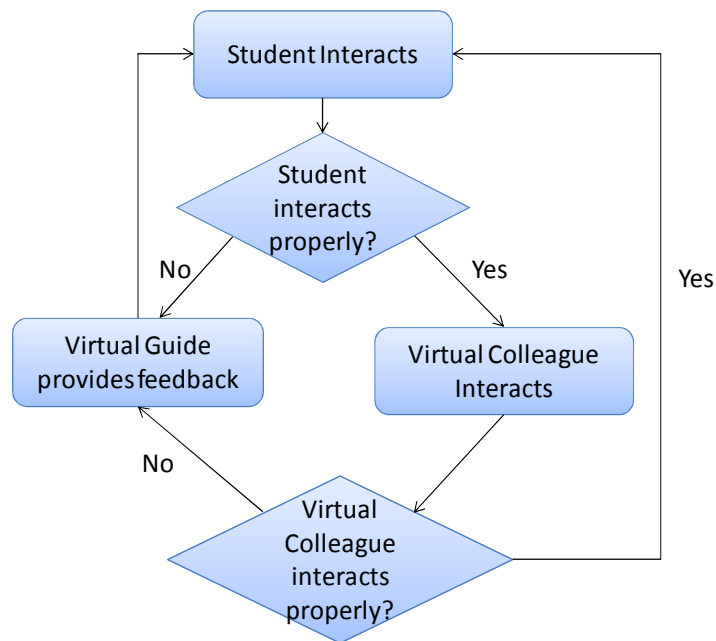 Student Interacts
Student
interacts
properly?
No
Yes
Yes
Virtual Guide
provides feedback
Virtual Colleague
Interacts
No
Virtual
Colleague
interacts
properly?